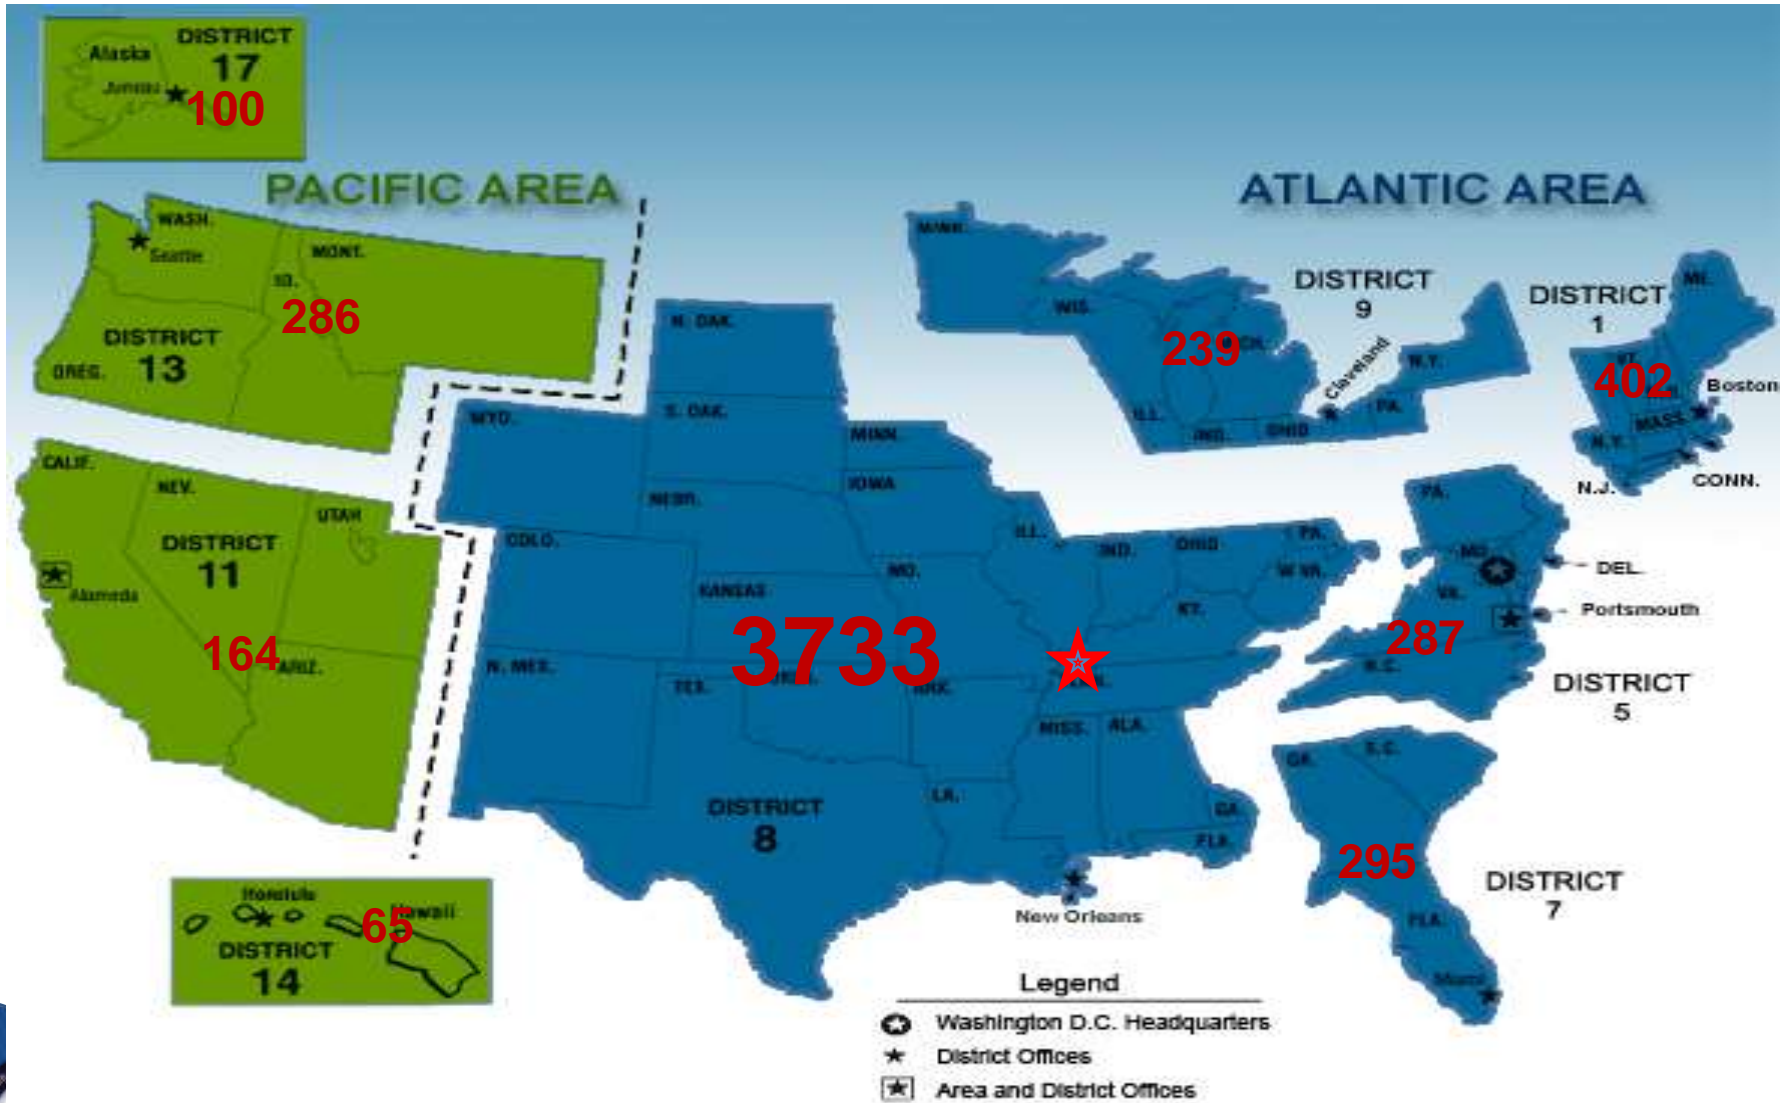 DISTRICT
17
Alaska
Juneau
100
PACIFIC AREA
ATLANTIC AREA
WASH.
Seattle
MONT.
ID.
286
DISTRICT
13
OREG.
CALIF.
NEV.
UTAH
DISTRICT
11
Alameda
164
ARIZ.
Honolulu
Hawaii
65
DISTRICT
14
N. DAK.
S. DAK.
WYO.
MINN.
NEBR.
IOWA
COLO.
ILL.
IND.
OHIO
PA.
W VA.
MO.
KANSAS
KY.
3733
N. MEX.
TEX.
OKLA.
ARK.
TENN.
MISS.
ALA.
LA.
GA.
FLA.
DISTRICT
8
New Orleans
MINN.
WIS.
239
MICH.
DISTRICT
9
Cleveland
N.Y.
PA.
ILL.
IND.
OHIO
DISTRICT
1
ME.
VT.
402
Boston
MASS.
N.Y.
N.J.
CONN.
PA.
MD.
DEL.
VA.
Portsmouth
287
N.C.
DISTRICT
5
GA.
S.C.
295
DISTRICT
7
FLA.
Miami
Legend
Washington D.C. Headquarters
District Offices
Area and District Offices